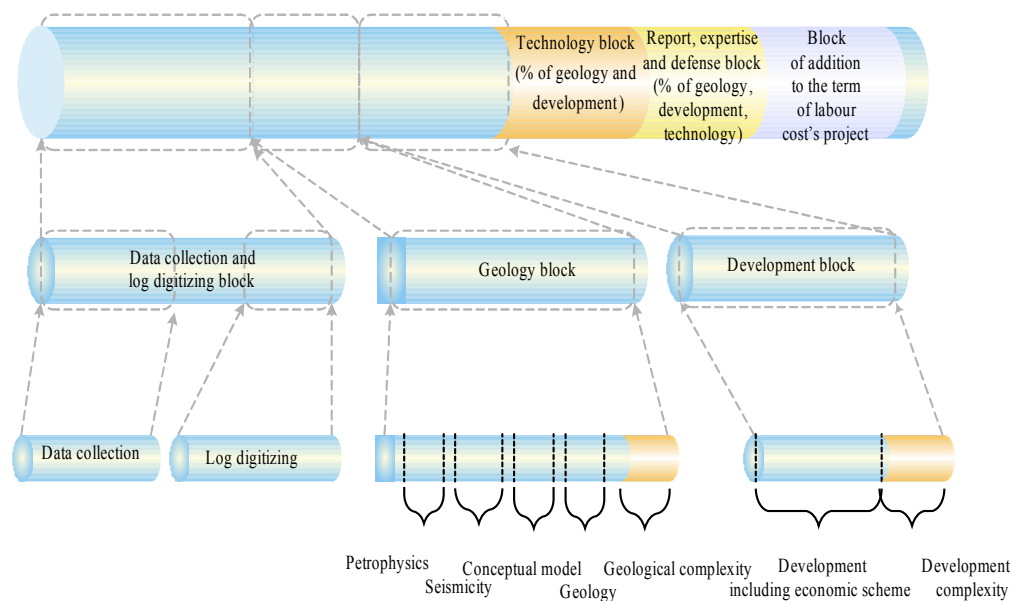 Technology block
(% of geology and
development)
Report, expertise
and defense block
(% of geology,
development,
technology)
Block
of addition
to the term
of labour
cost's project
Data collection and
log digitizing block
Geology block
Development block
Data collection
Log digitizing
Petrophysics
Seismicity
Conceptual model
Geology
Geological complexity
Development
including economic scheme
Development
complexity